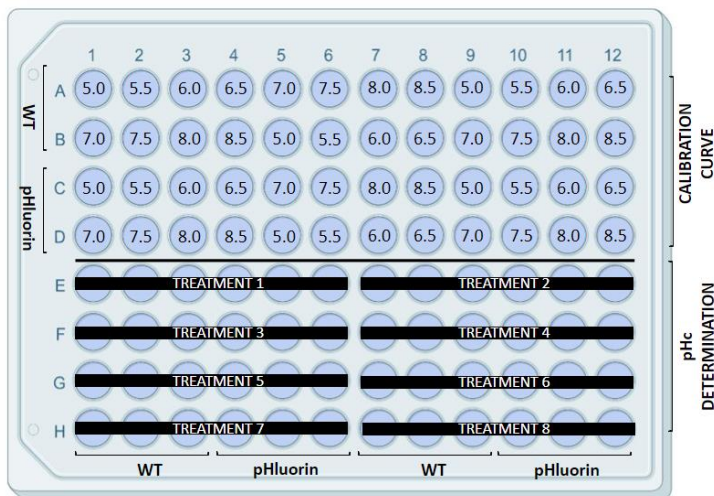 1 2 3 4 5 6 7 8 9 10 11 12
A 5.0 5.5 6.0 6.5 7.0 7.5 8.0 8.5 5.0 5.5 6.0 6.5
B 7.0 7.5 8.0 8.5 5.0 5.5 6.0 6.5 7.0 7.5 8.0 8.5
C 5.0 5.5 6.0 6.5 7.0 7.5 8.0 8.5 5.0 5.5 6.0 6.5
D 7.0 7.5 8.0 8.5 5.0 5.5 6.0 6.5 7.0 7.5 8.0 8.5
E TREATMENT 1 TREATMENT 2
F TREATMENT 3 TREATMENT 4
G TREATMENT 5 TREATMENT 6
H TREATMENT 7 TREATMENT 8
WT pHluorin WT pHluorin
WT
pHluorin
CALIBRATION
CURVE
pHc
DETERMINATION